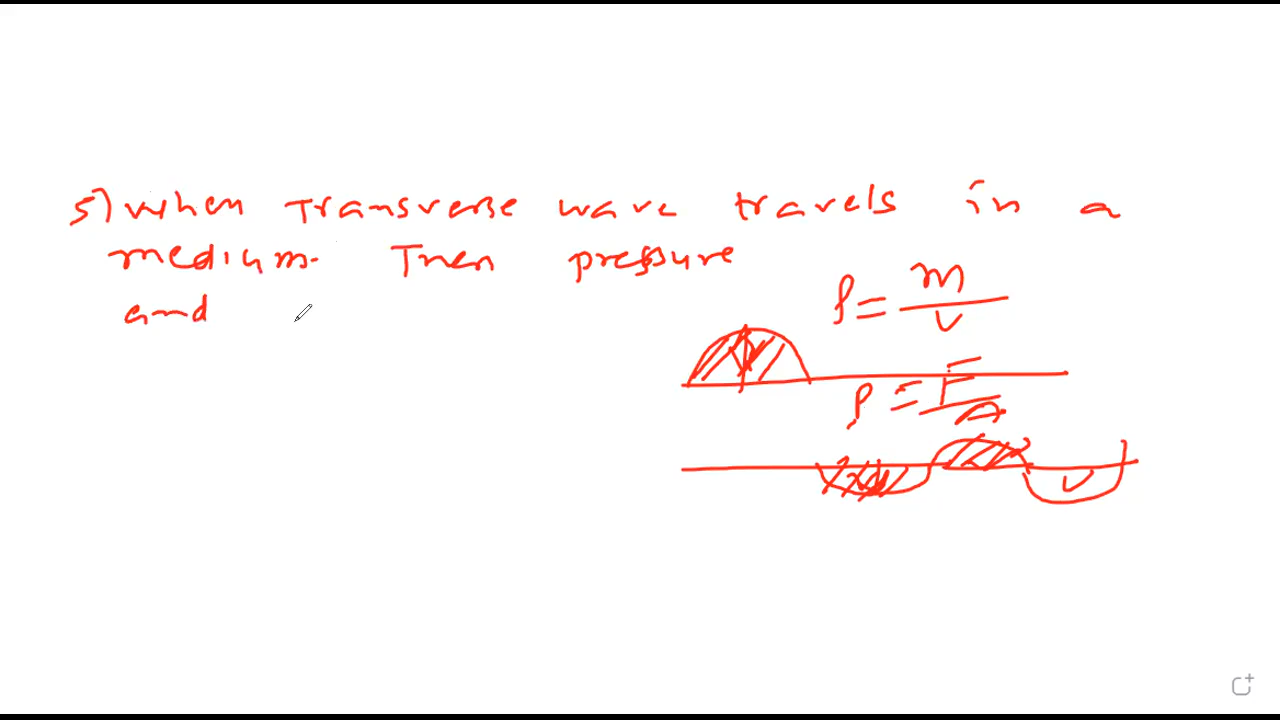 5) When Transverse wave travels in a
medium. Then pressure
and
ρ = m/V
P = F/A
V